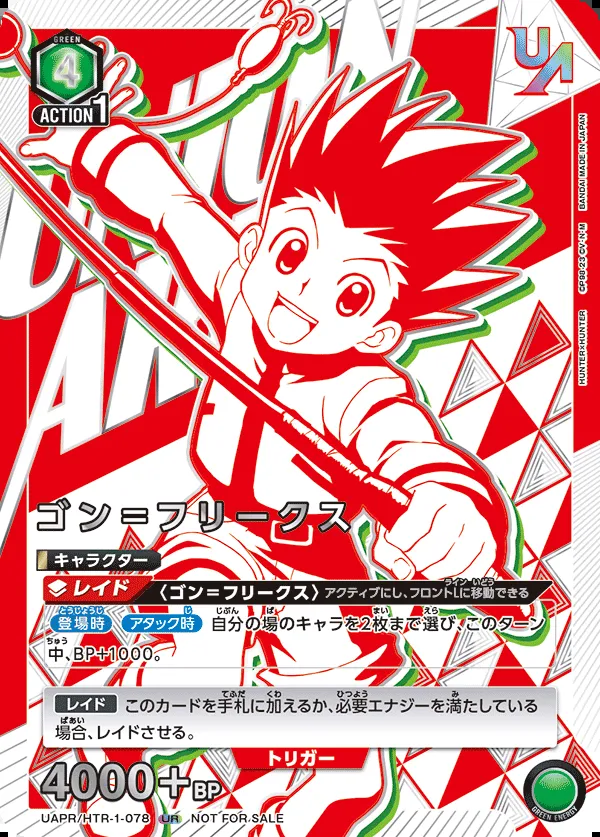 GREEN
4
ACTION 1
UA
UNION ARENA
HUNTER×HUNTER CP98·23 CV-N·M BANDAI MADE IN JAPAN
ゴン=フリークス
キャラクター
レイド 〈ゴン=フリークス〉アクティブにし、フロントLに移動できる
登場時 アタック時 自分の場のキャラを2枚まで選び、このターン
中、BP+1000。
レイド このカードを手札に加えるか、必要エナジーを満たしている
場合、レイドさせる。
トリガー
4000+BP
GREEN ENERGY
UAPR/HTR-1-078 UR NOT FOR SALE